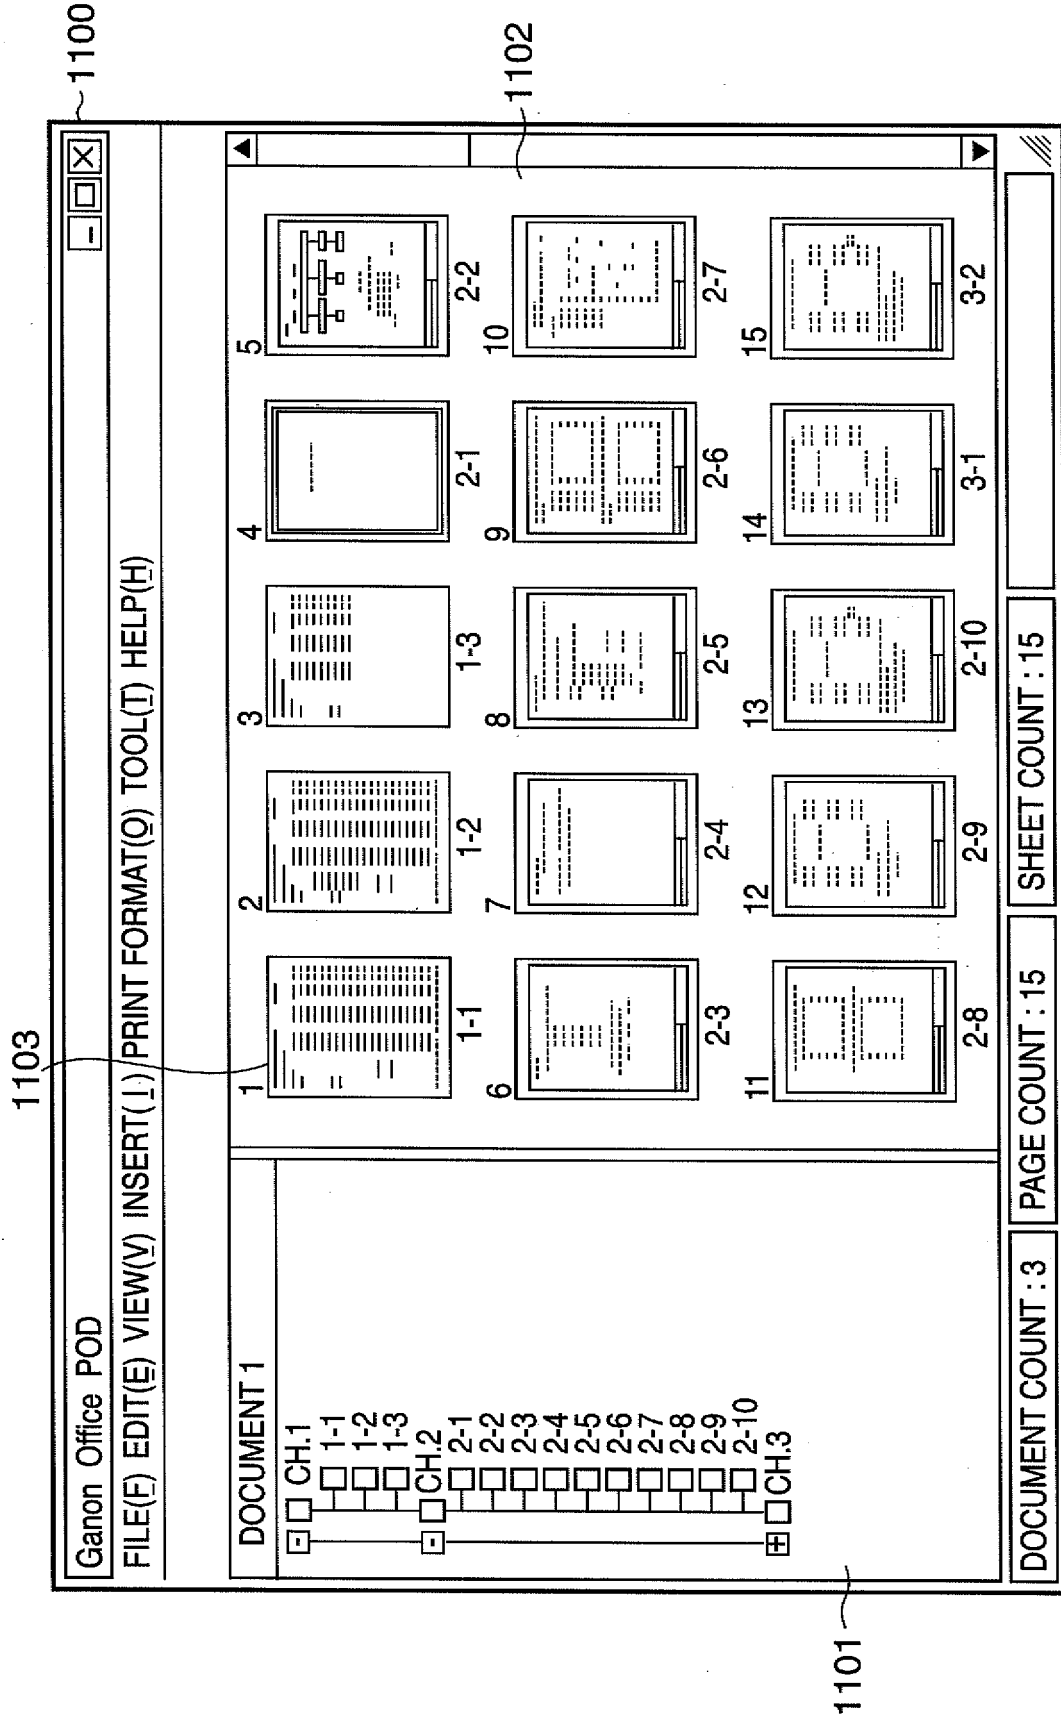 1103
1100
Ganon Office POD
FILE(F) EDIT(E) VIEW(V) INSERT(I) PRINT FORMAT(O) TOOL(T) HELP(H)
DOCUMENT 1
CH.1
1-1
1-2
1-3
CH.2
2-1
2-2
2-3
2-4
2-5
2-6
2-7
2-8
2-9
2-10
CH.3
1 2 3 4 5
1-1 1-2 1-3 2-1 2-2
6 7 8 9 10
2-3 2-4 2-5 2-6 2-7
11 12 13 14 15
2-8 2-9 2-10 3-1 3-2
1102
1101
DOCUMENT COUNT : 3 PAGE COUNT : 15 SHEET COUNT : 15